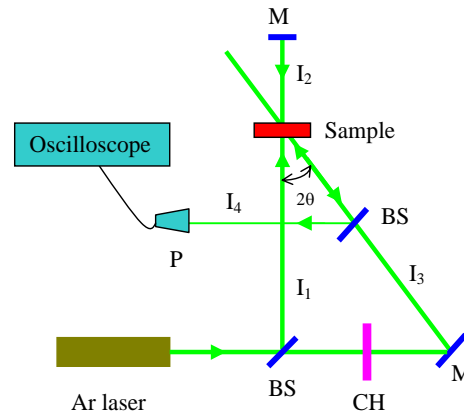 M
I2
Sample
Oscilloscope
2θ
I4
BS
P
I3
I1
M
Ar laser
BS
CH